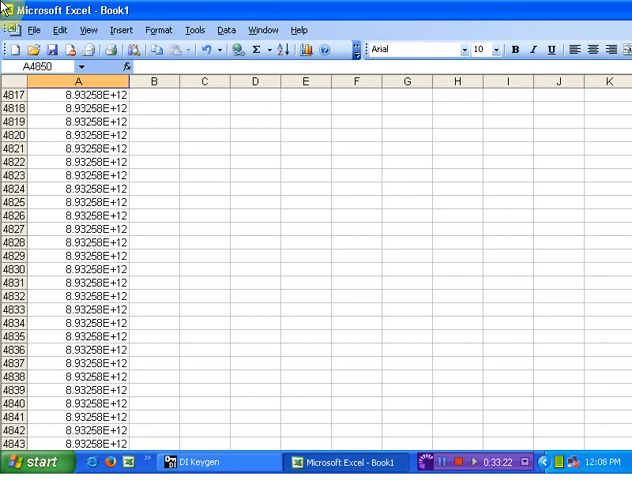 Microsoft Excel - Book1
File Edit View Insert Format Tools Data Window Help
Arial 10 B I U
A4850 fx
A B C D E F G H I J K
4817 8.93258E+12
4818 8.93258E+12
4819 8.93258E+12
4820 8.93258E+12
4821 8.93258E+12
4822 8.93258E+12
4823 8.93258E+12
4824 8.93258E+12
4825 8.93258E+12
4826 8.93258E+12
4827 8.93258E+12
4828 8.93258E+12
4829 8.93258E+12
4830 8.93258E+12
4831 8.93258E+12
4832 8.93258E+12
4833 8.93258E+12
4834 8.93258E+12
4835 8.93258E+12
4836 8.93258E+12
4837 8.93258E+12
4838 8.93258E+12
4839 8.93258E+12
4840 8.93258E+12
4841 8.93258E+12
4842 8.93258E+12
4843 8.93258E+12
start DI Keygen Microsoft Excel - Book1 0:33:22 12:08 PM